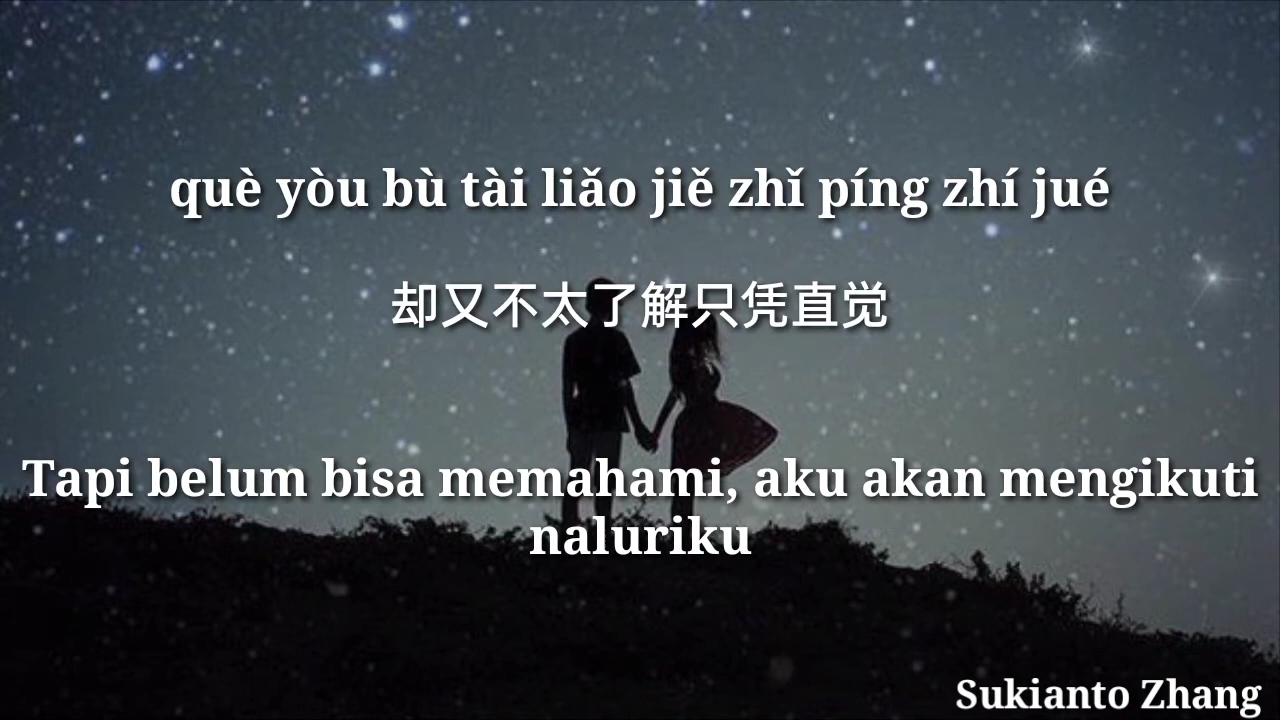 què yòu bù tài liǎo jiě zhǐ píng zhí jué
却又不太了解只凭直觉
Tapi belum bisa memahami, aku akan mengikuti
naluriku
Sukianto Zhang